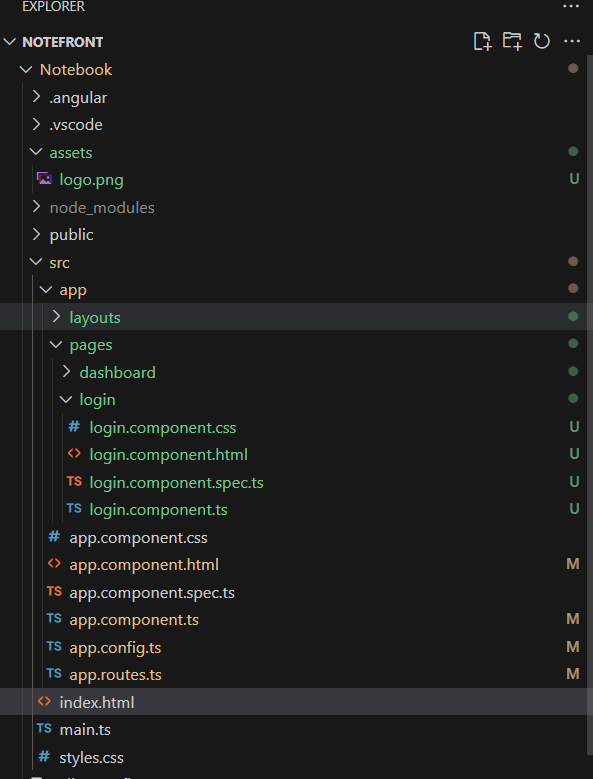 EXPLORER
NOTEFRONT
Notebook
.angular
.vscode
assets
logo.png U
node_modules
public
src
app
layouts
pages
dashboard
login
# login.component.css U
<> login.component.html U
TS login.component.spec.ts U
TS login.component.ts U
# app.component.css
<> app.component.html M
TS app.component.spec.ts
TS app.component.ts M
TS app.config.ts M
TS app.routes.ts M
<> index.html
TS main.ts
# styles.css